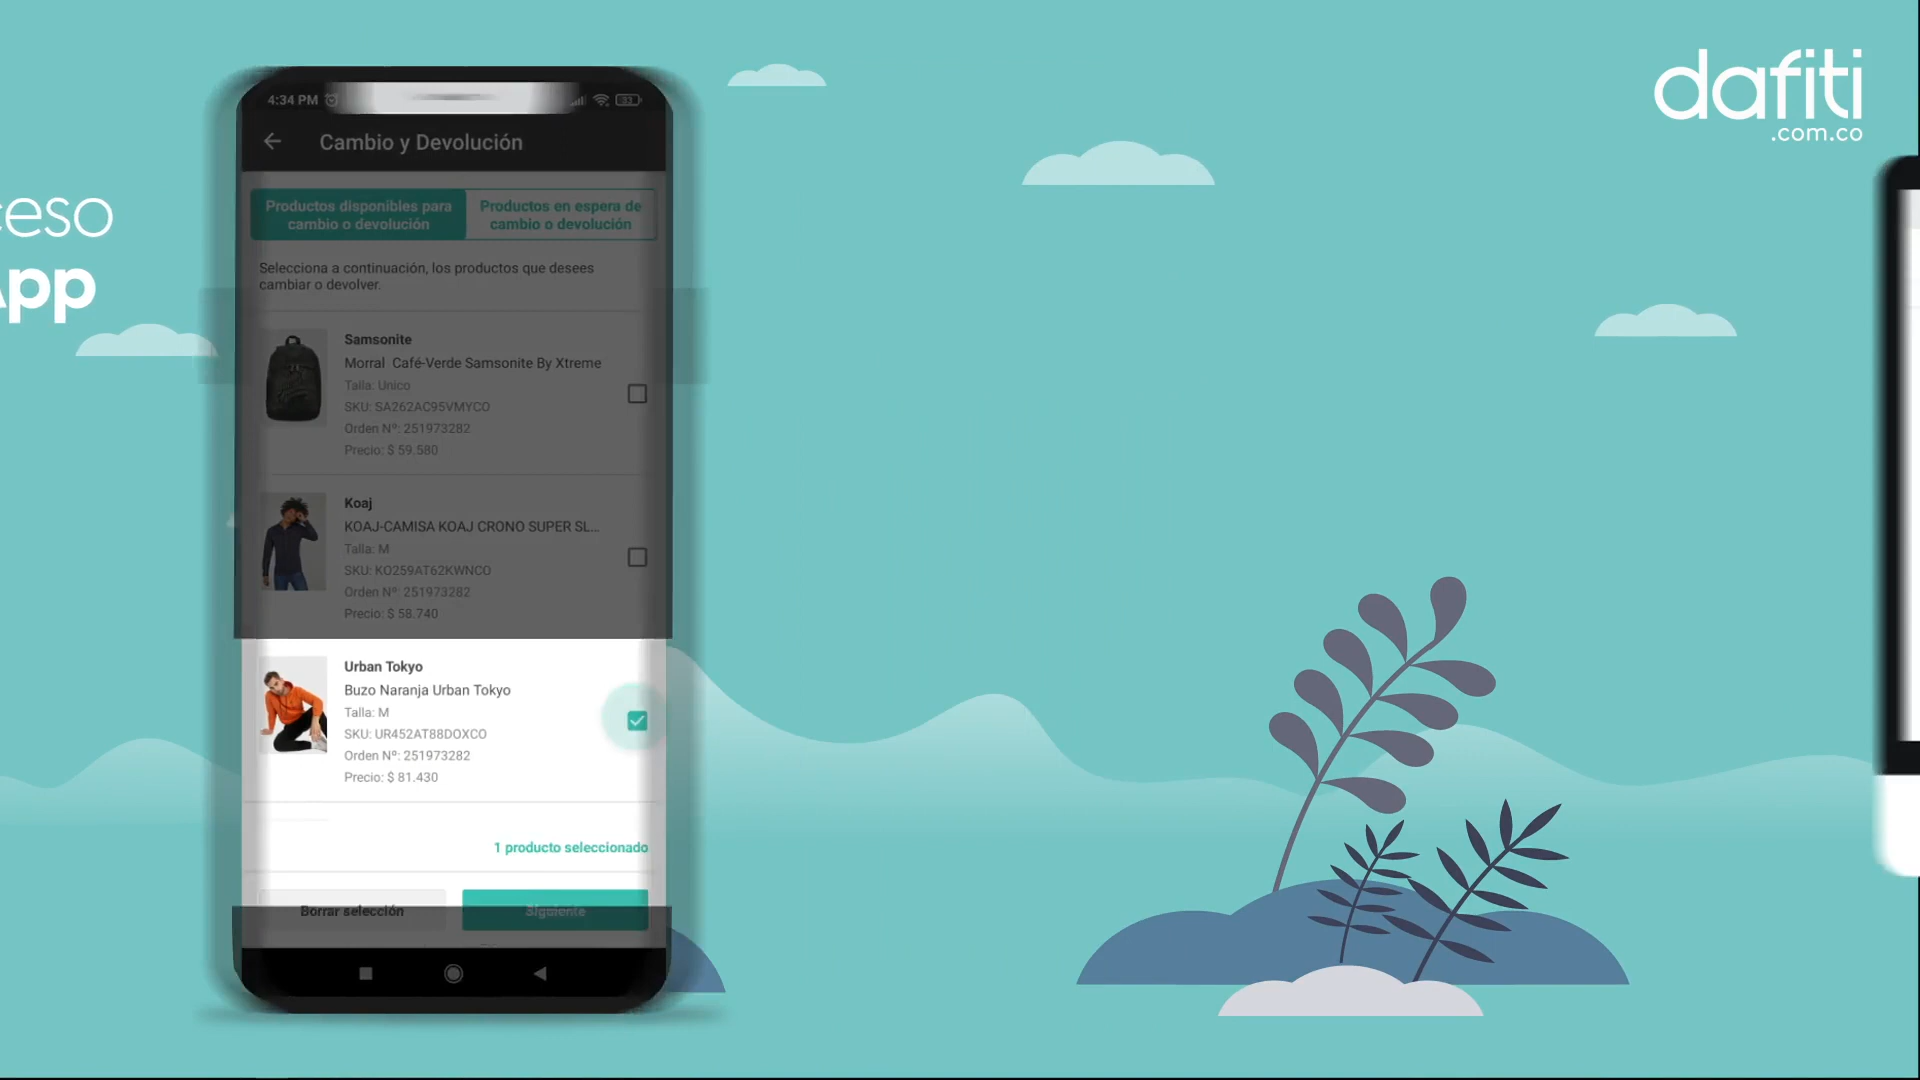 dafiti
.com.co
ceso
App
4:34 PM
33
Cambio y Devolución
Productos disponibles para
cambio o devolución
Productos en espera de
cambio o devolución
Selecciona a continuación, los productos que desees
cambiar o devolver.
Samsonite
Morral Café-Verde Samsonite By Xtreme
Talla: Unico
SKU: SA262AC95VMYCO
Orden Nº: 251973282
Precio: $ 59.580
Koaj
KOAJ-CAMISA KOAJ CRONO SUPER SL...
Talla: M
SKU: KO259AT62KWNCO
Orden Nº: 251973282
Precio: $ 58.740
Urban Tokyo
Buzo Naranja Urban Tokyo
Talla: M
SKU: UR452AT88DOXCO
Orden Nº: 251973282
Precio: $ 81.430
1 producto seleccionado
Borrar selección
Siguiente